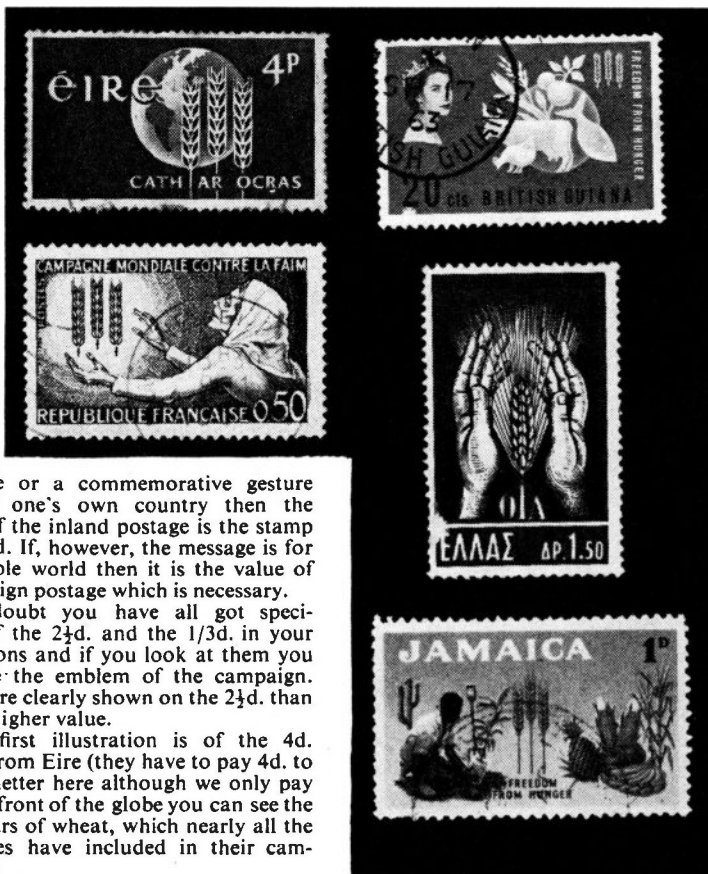 éIRE 4P
CATH AR OCRAS
20 cts BRITISH GUIANA
FREEDOM FROM HUNGER
63
CAMPAGNE MONDIALE CONTRE LA FAIM
REPUBLIQUE FRANÇAISE 0,50
ΕΛΛΑΣ ΔΡ.1.50
JAMAICA 1D
FREEDOM
FROM HUNGER
e or a commemorative gesture
one's own country then the
f the inland postage is the stamp
d. If, however, the message is for
ole world then it is the value of
ign postage which is necessary.
doubt you have all got speci-
f the 2½d. and the 1/3d. in your
ons and if you look at them you
e the emblem of the campaign.
re clearly shown on the 2½d. than
igher value.
first illustration is of the 4d.
rom Eire (they have to pay 4d. to
etter here although we only pay
front of the globe you can see the
rs of wheat, which nearly all the
es have included in their cam-